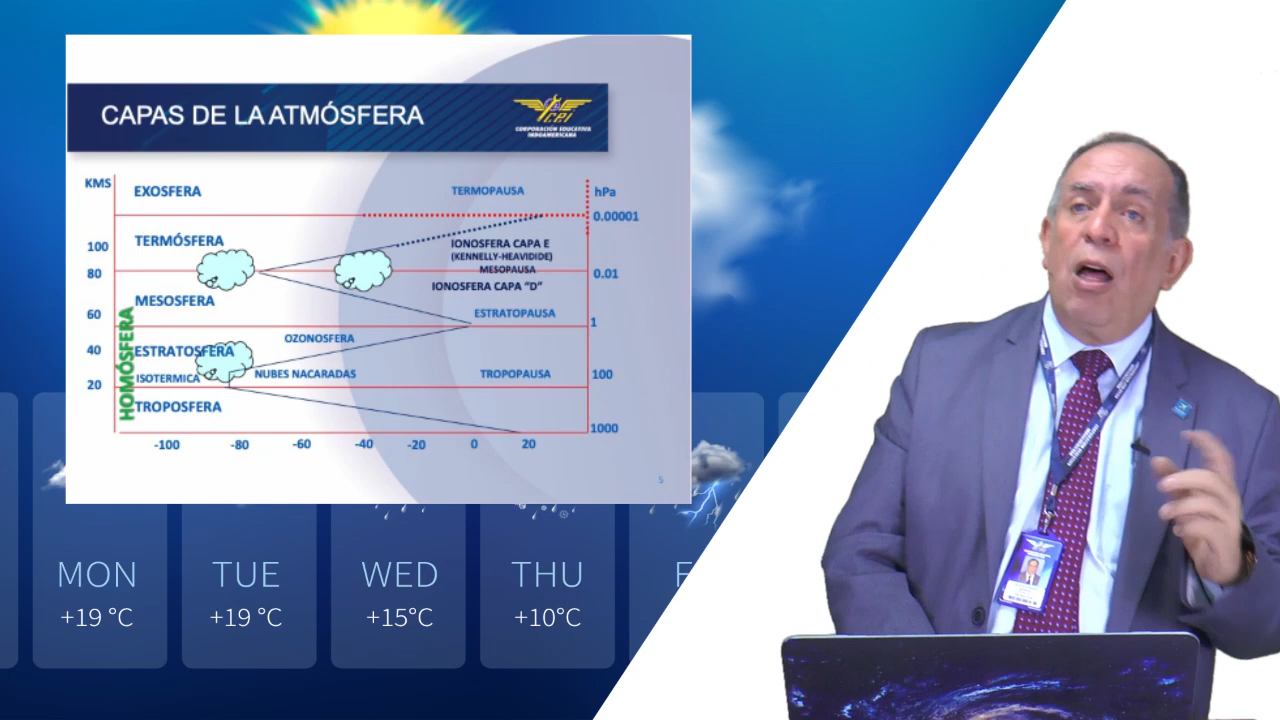 CAPAS DE LA ATMÓSFERA
CEI
CORPORACIÓN EDUCATIVA
INDOAMERICANA
KMS
EXOSFERA
TERMOPAUSA
hPa
0.00001
TERMÓSFERA
100
IONOSFERA CAPA E
(KENNELLY-HEAVIDIDE)
MESOPAUSA
80
0.01
IONOSFERA CAPA “D”
MESOSFERA
60
ESTRATOPAUSA
1
HOMÓSFERA
OZONOSFERA
40
ESTRATOSFERA
ISOTERMICA
NUBES NACARADAS
TROPOPAUSA
100
20
TROPOSFERA
1000
-100
-80
-60
-40
-20
0
20
5
MON
TUE
WED
THU
F
+19 °C
+19 °C
+15°C
+10°C